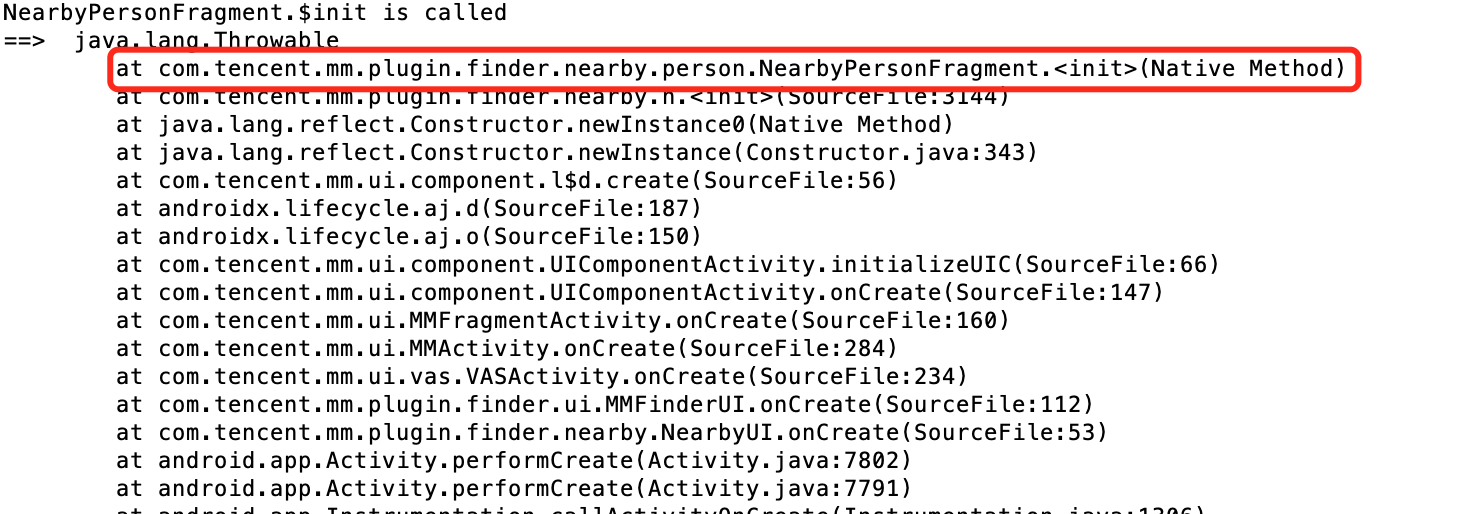 NearbyPersonFragment.$init is called
==>  java.lang.Throwable
at com.tencent.mm.plugin.finder.nearby.person.NearbyPersonFragment.<init>(Native Method)
at com.tencent.mm.plugin.finder.nearby.h.<init>(SourceFile:3144)
at java.lang.reflect.Constructor.newInstance0(Native Method)
at java.lang.reflect.Constructor.newInstance(Constructor.java:343)
at com.tencent.mm.ui.component.l$d.create(SourceFile:56)
at androidx.lifecycle.aj.d(SourceFile:187)
at androidx.lifecycle.aj.o(SourceFile:150)
at com.tencent.mm.ui.component.UIComponentActivity.initializeUIC(SourceFile:66)
at com.tencent.mm.ui.component.UIComponentActivity.onCreate(SourceFile:147)
at com.tencent.mm.ui.MMFragmentActivity.onCreate(SourceFile:160)
at com.tencent.mm.ui.MMActivity.onCreate(SourceFile:284)
at com.tencent.mm.ui.vas.VASActivity.onCreate(SourceFile:234)
at com.tencent.mm.plugin.finder.ui.MMFinderUI.onCreate(SourceFile:112)
at com.tencent.mm.plugin.finder.nearby.NearbyUI.onCreate(SourceFile:53)
at android.app.Activity.performCreate(Activity.java:7802)
at android.app.Activity.performCreate(Activity.java:7791)
at android.app.Instrumentation.callActivityOnCreate(Instrumentation.java:1306)